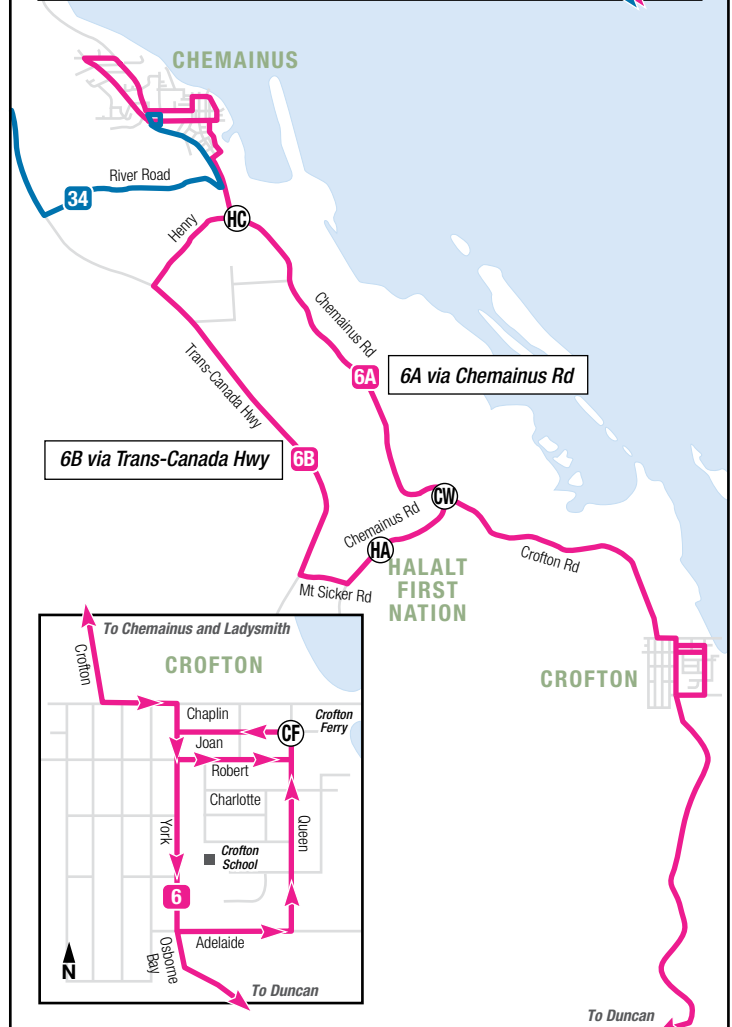 CHEMAINUS
River Road
34
Henry
HC
Chemainus Rd
6A
6A via Chemainus Rd
Trans-Canada Hwy
6B via Trans-Canada Hwy
6B
CW
Chemainus Rd
HA
HALALT
FIRST
NATION
Crofton Rd
Mt Sicker Rd
CROFTON
To Chemainus and Ladysmith
Crofton
CROFTON
Chaplin
Crofton
Ferry
CF
Joan
Robert
Charlotte
York
Queen
Crofton
School
6
Adelaide
Osborne
Bay
N
To Duncan
To Duncan